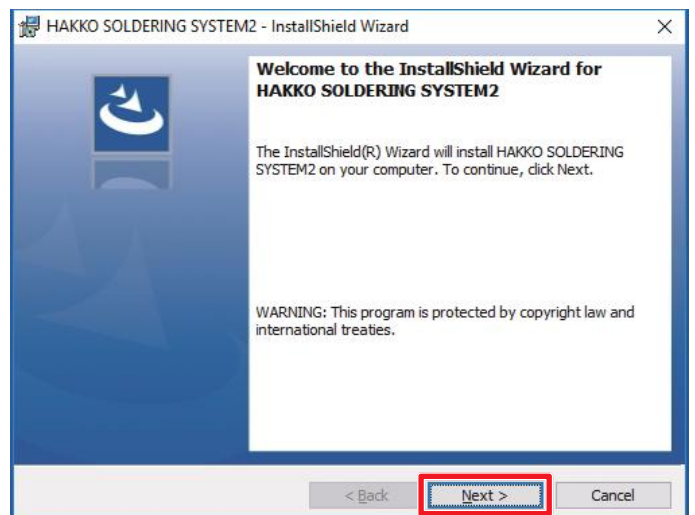 HAKKO SOLDERING SYSTEM2 - InstallShield Wizard
Welcome to the InstallShield Wizard for
HAKKO SOLDERING SYSTEM2
The InstallShield(R) Wizard will install HAKKO SOLDERING
SYSTEM2 on your computer. To continue, click Next.
WARNING: This program is protected by copyright law and
international treaties.
< Back Next > Cancel